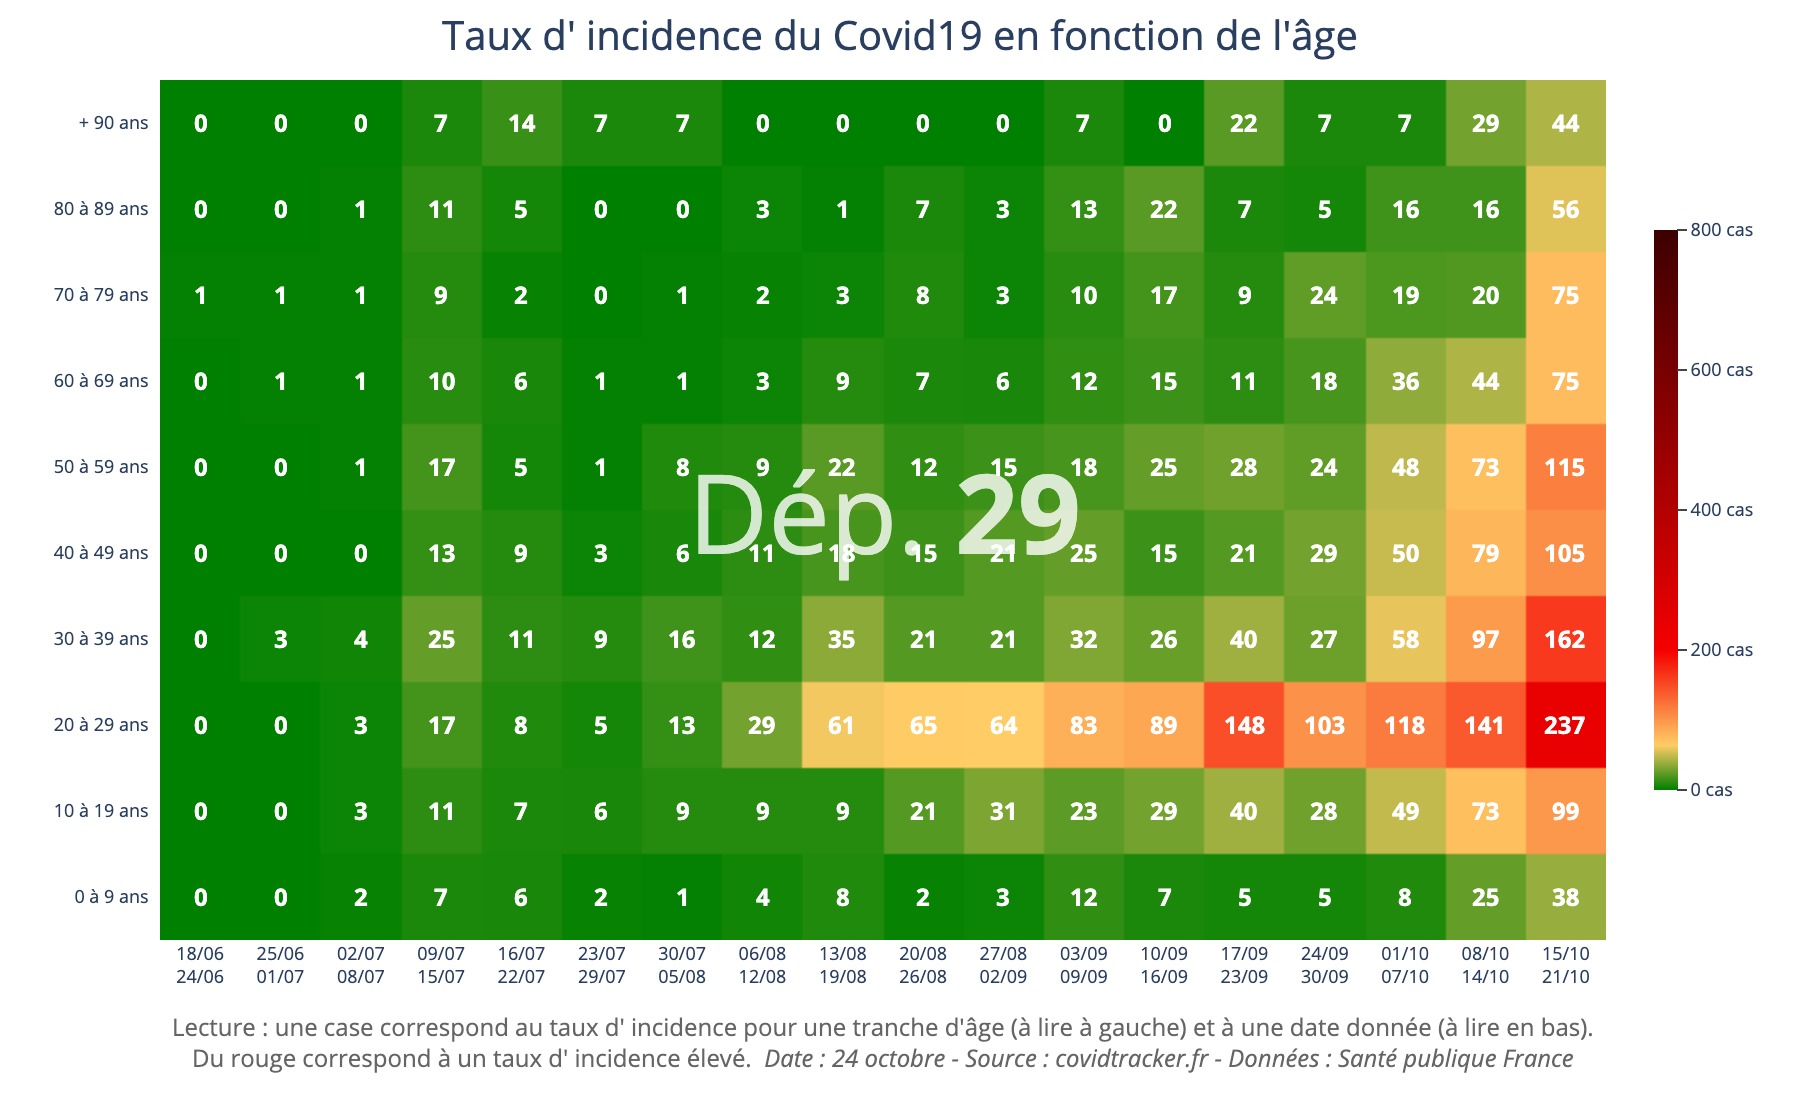 Taux d' incidence du Covid19 en fonction de l'âge
+ 90 ans 0 0 0 7 14 7 7 0 0 0 0 7 0 22 7 7 29 44
80 à 89 ans 0 0 1 11 5 0 0 3 1 7 3 13 22 7 5 16 16 56
70 à 79 ans 1 1 1 9 2 0 1 2 3 8 3 10 17 9 24 19 20 75
60 à 69 ans 0 1 1 10 6 1 1 3 9 7 6 12 15 11 18 36 44 75
50 à 59 ans 0 0 1 17 5 1 8 9 22 12 15 18 25 28 24 48 73 115
Dép. 29
40 à 49 ans 0 0 0 13 9 3 6 11 18 15 21 25 15 21 29 50 79 105
30 à 39 ans 0 3 4 25 11 9 16 12 35 21 21 32 26 40 27 58 97 162
20 à 29 ans 0 0 3 17 8 5 13 29 61 65 64 83 89 148 103 118 141 237
10 à 19 ans 0 0 3 11 7 6 9 9 9 21 31 23 29 40 28 49 73 99
0 à 9 ans 0 0 2 7 6 2 1 4 8 2 3 12 7 5 5 8 25 38
18/06 25/06 02/07 09/07 16/07 23/07 30/07 06/08 13/08 20/08 27/08 03/09 10/09 17/09 24/09 01/10 08/10 15/10
24/06 01/07 08/07 15/07 22/07 29/07 05/08 12/08 19/08 26/08 02/09 09/09 16/09 23/09 30/09 07/10 14/10 21/10
800 cas
600 cas
400 cas
200 cas
0 cas
Lecture : une case correspond au taux d' incidence pour une tranche d'âge (à lire à gauche) et à une date donnée (à lire en bas).
Du rouge correspond à un taux d' incidence élevé. Date : 24 octobre - Source : covidtracker.fr - Données : Santé publique France